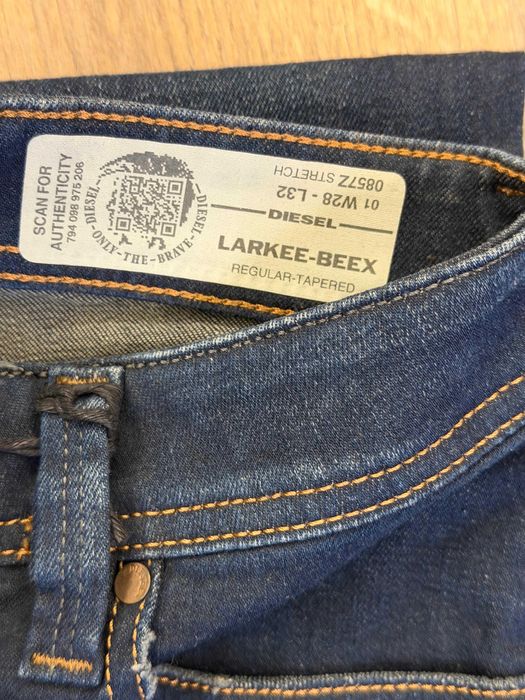 SCAN FOR
AUTHENTICITY
794 098 975 206
DIESEL
DIESEL
ONLY-THE-BRAVE
0857Z STRETCH
01 W28 - L32
DIESEL
LARKEE-BEEX
REGULAR-TAPERED